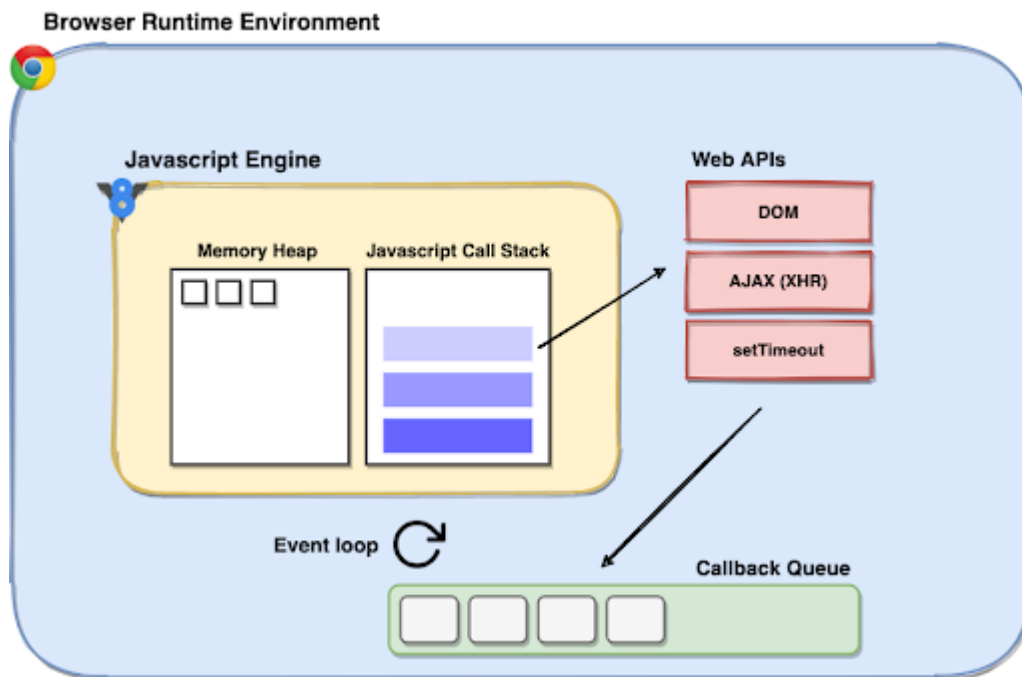 Browser Runtime Environment
Javascript Engine
Web APIs
DOM
Memory Heap
Javascript Call Stack
AJAX (XHR)
setTimeout
Event loop
Callback Queue